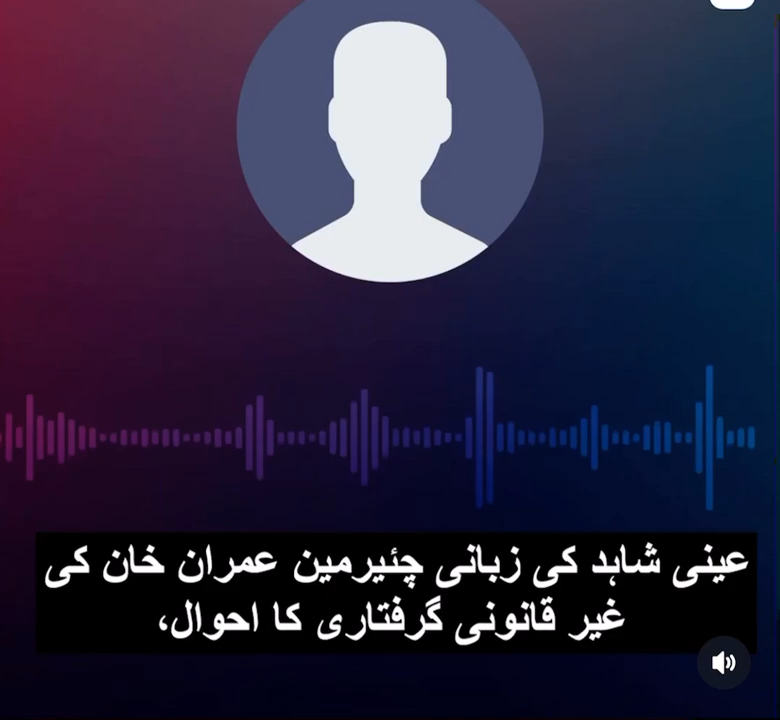 عینی شاہد کی زبانی چئیرمین عمران خان کی
غیر قانونی گرفتاری کا احوال،